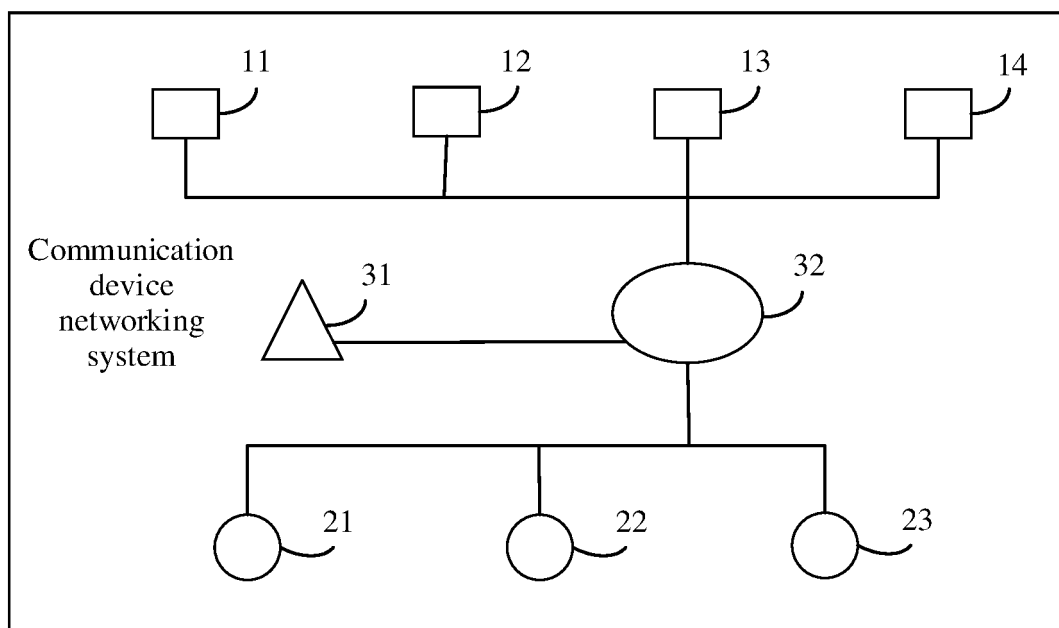 11
12
13
14
Communication
device
networking
system
31
32
21
22
23